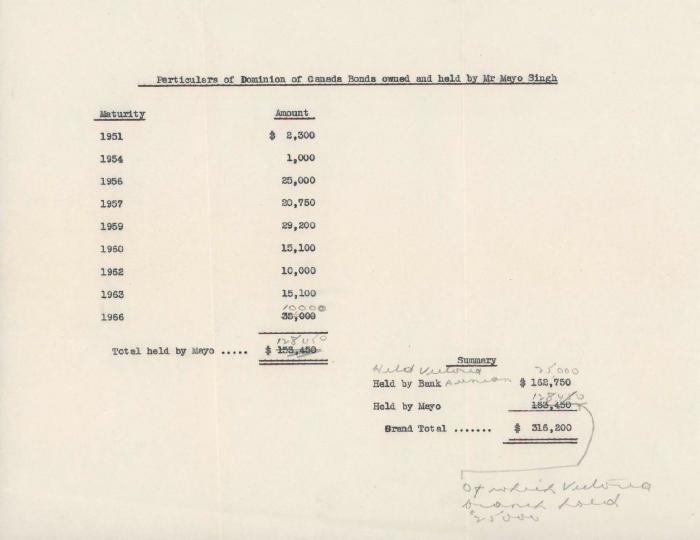 Particulars of Dominion of Canada Bonds owned and held by Mr Mayo Singh
Maturity Amount
1951 $ 2,300
1954 1,000
1956 25,000
1957 20,750
1959 29,200
1960 15,100
1962 10,000
1963 15,100
10000
1966 35,000
128450
Total held by Mayo ..... $ 153,450
Summary
Held Victoria 25000
Held by Bank $ 162,750
128450
Held by Mayo 153,450
Grand Total ....... $ 316,200
Of which Victoria
branch hold
25000